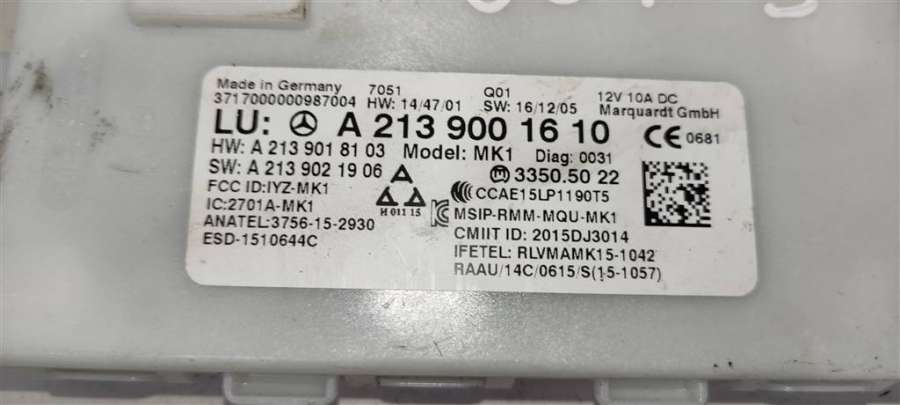 Made in Germany 7051 Q01 12V 10A DC
3717000000987004 HW: 14/47/01 SW: 16/12/05 Marquardt GmbH
LU: A 213 900 16 10 CE 0681
HW: A 213 901 81 03 Model: MK1 Diag: 0031
SW: A 213 902 19 06 3350.50 22
FCC ID:IYZ-MK1 CCAE15LP1190T5
IC:2701A-MK1 H 011 15 MSIP-RMM-MQU-MK1
ANATEL:3756-15-2930 CMIIT ID: 2015DJ3014
ESD-1510644C IFETEL: RLVMAMK15-1042
RAAU/14C/0615/S(15-1057)